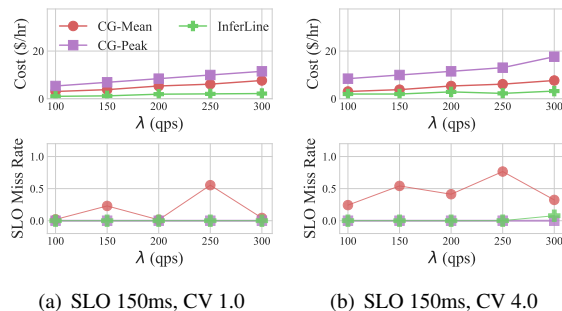 CG-Mean
CG-Peak
InferLine
Cost ($/hr)
20
0
100 150 200 250 300
λ (qps)
SLO Miss Rate
1.0
0.5
0.0
100 150 200 250 300
λ (qps)
(a) SLO 150ms, CV 1.0
Cost ($/hr)
20
0
100 150 200 250 300
λ (qps)
SLO Miss Rate
1.0
0.5
0.0
100 150 200 250 300
λ (qps)
(b) SLO 150ms, CV 4.0